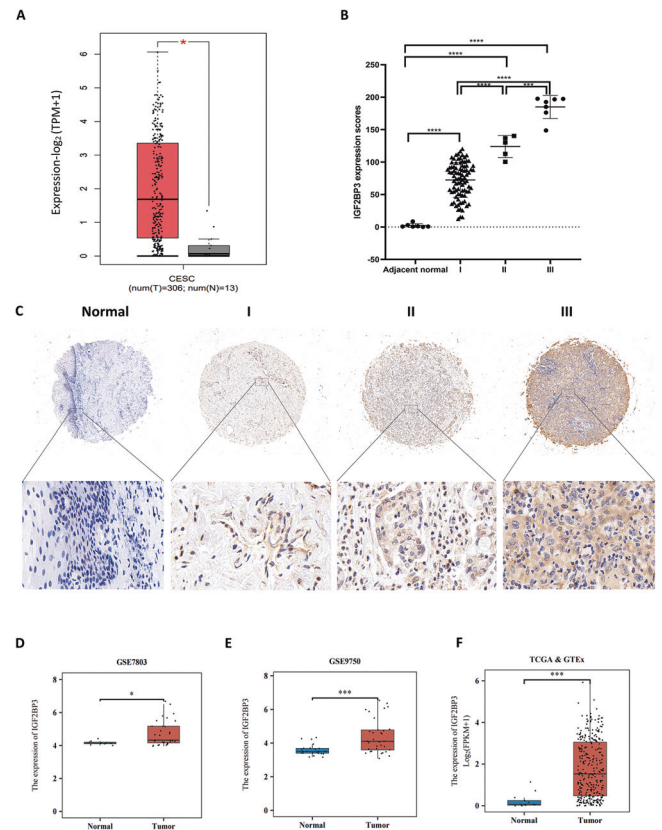 A
*
Expression-log2 (TPM+1)
6
5
4
3
2
1
0
CESC
(num(T)=306; num(N)=13)
B
****
****
****
****
***
****
IGF2BP3 expression scores
250
200
150
100
50
0
-50
Adjacent normal I II III
C
Normal I II III
D
GSE7803
*
The expression of IGF2BP3
8
6
4
2
0
Normal Tumor
E
GSE9750
***
The expression of IGF2BP3
8
6
4
2
0
Normal Tumor
F
TCGA & GTEx
***
The expression of IGF2BP3
Log2(FPKM+1)
6
4
2
0
Normal Tumor